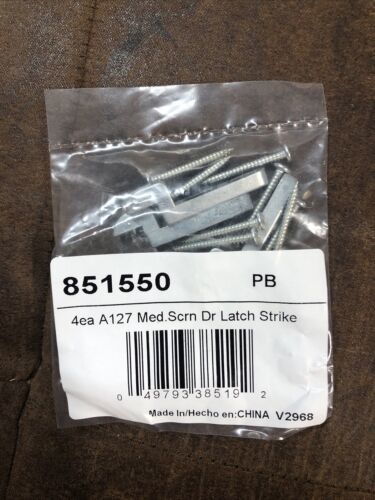 851550 PB
4ea A127 Med.Scrn Dr Latch Strike
0 49793 38519 2
Made In/Hecho en:CHINA V2968